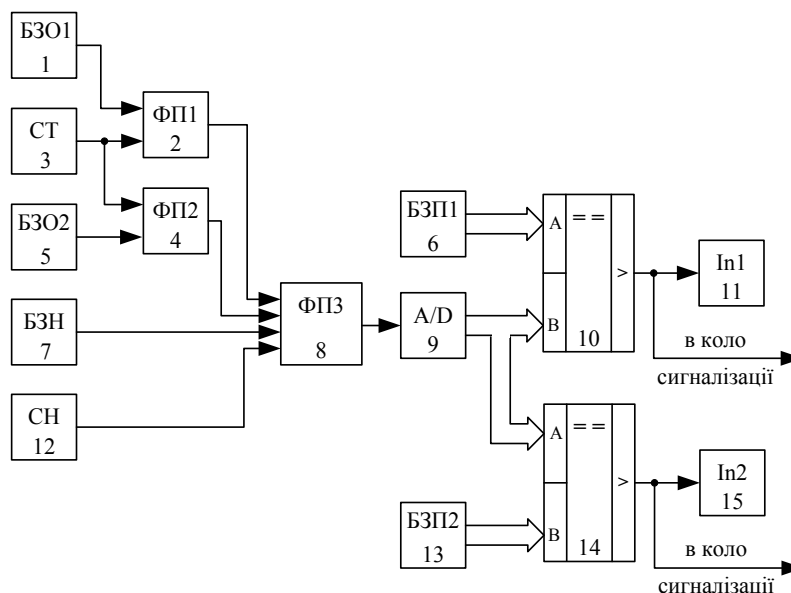 БЗО1
1
СТ
3
БЗО2
5
БЗН
7
СН
12
ФП1
2
ФП2
4
ФП3
8
A/D
9
БЗП1
6
A
==
>
B
10
In1
11
в коло
сигналізації
A
==
>
B
14
БЗП2
13
In2
15
в коло
сигналізації